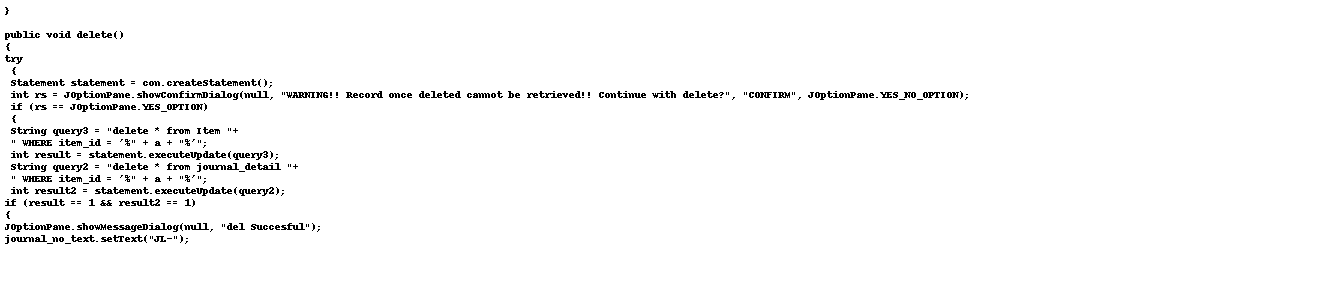 }
public void delete()
{
try
{
Statement statement = con.createStatement();
int rs = JOptionPane.showConfirmDialog(null, "WARNING!! Record once deleted cannot be retrieved!! Continue with delete?", "CONFIRM", JOptionPane.YES_NO_OPTION);
if (rs == JOptionPane.YES_OPTION)
{
String query3 = "delete * from Item "+
" WHERE item_id = '%" + a + "%'";
int result = statement.executeUpdate(query3);
String query2 = "delete * from journal_detail "+
" WHERE item_id = '%" + a + "%'";
int result2 = statement.executeUpdate(query2);
if (result == 1 && result2 == 1)
{
JOptionPane.showMessageDialog(null, "del Succesful");
journal_no_text.setText("JL-");